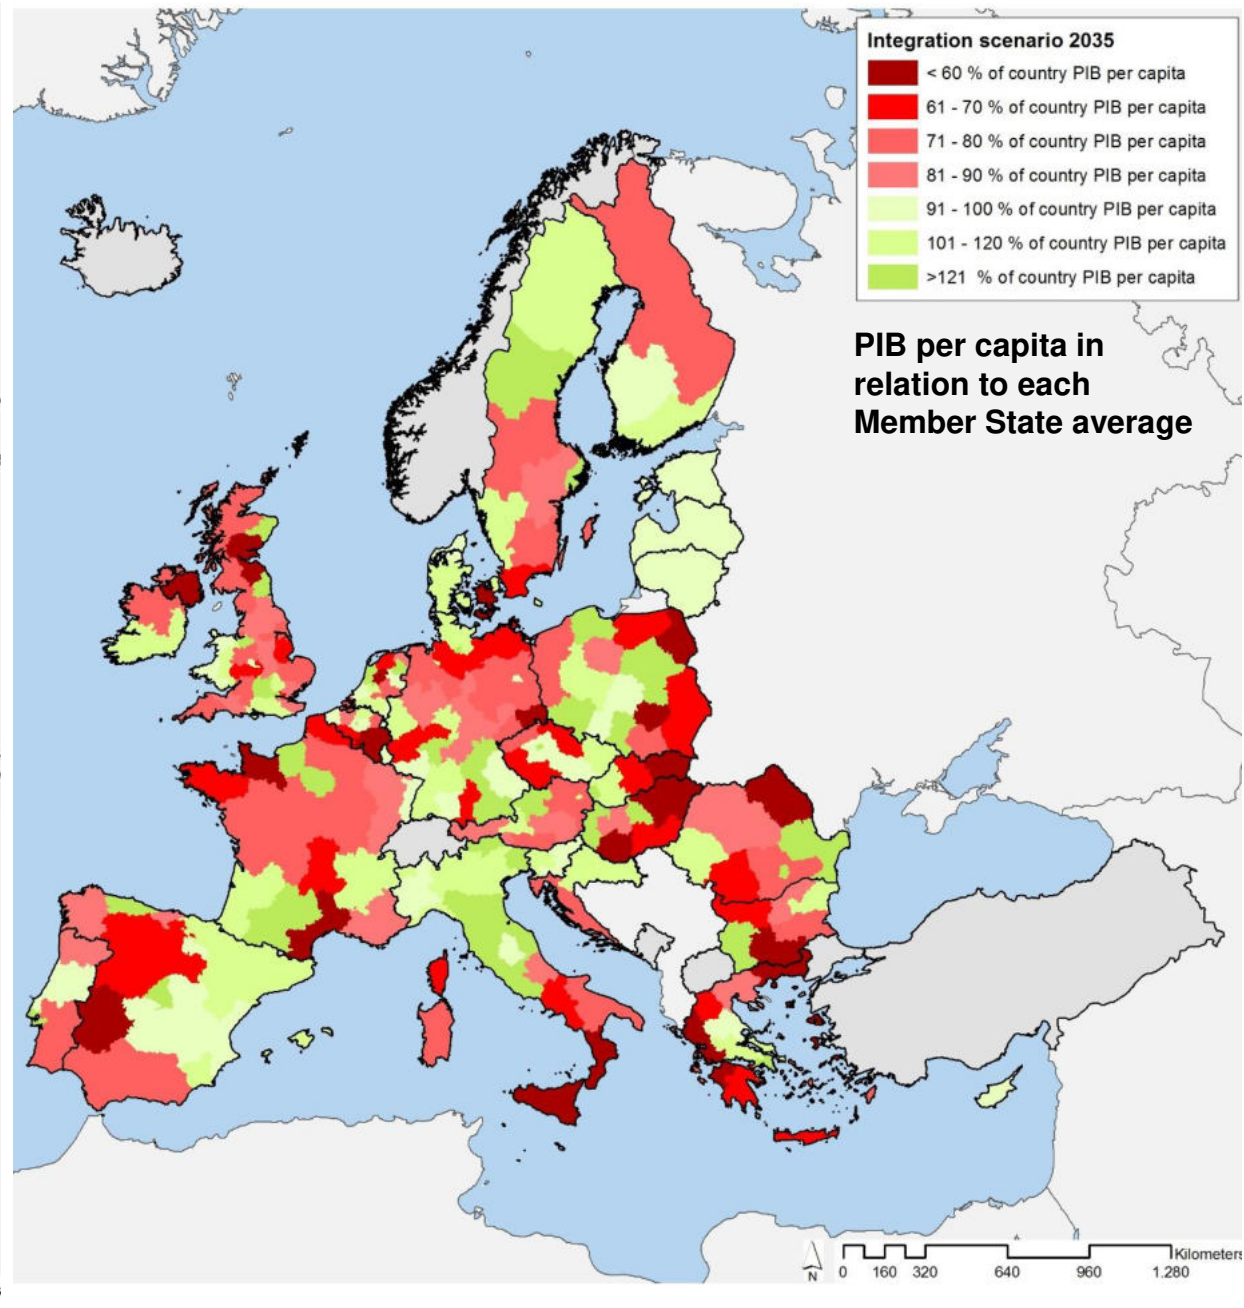 Integration scenario 2035
< 60 % of country PIB per capita
61 - 70 % of country PIB per capita
71 - 80 % of country PIB per capita
81 - 90 % of country PIB per capita
91 - 100 % of country PIB per capita
101 - 120 % of country PIB per capita
>121 % of country PIB per capita
PIB per capita in
relation to each
Member State average
N
Kilometers
0 160 320 640 960 1.280